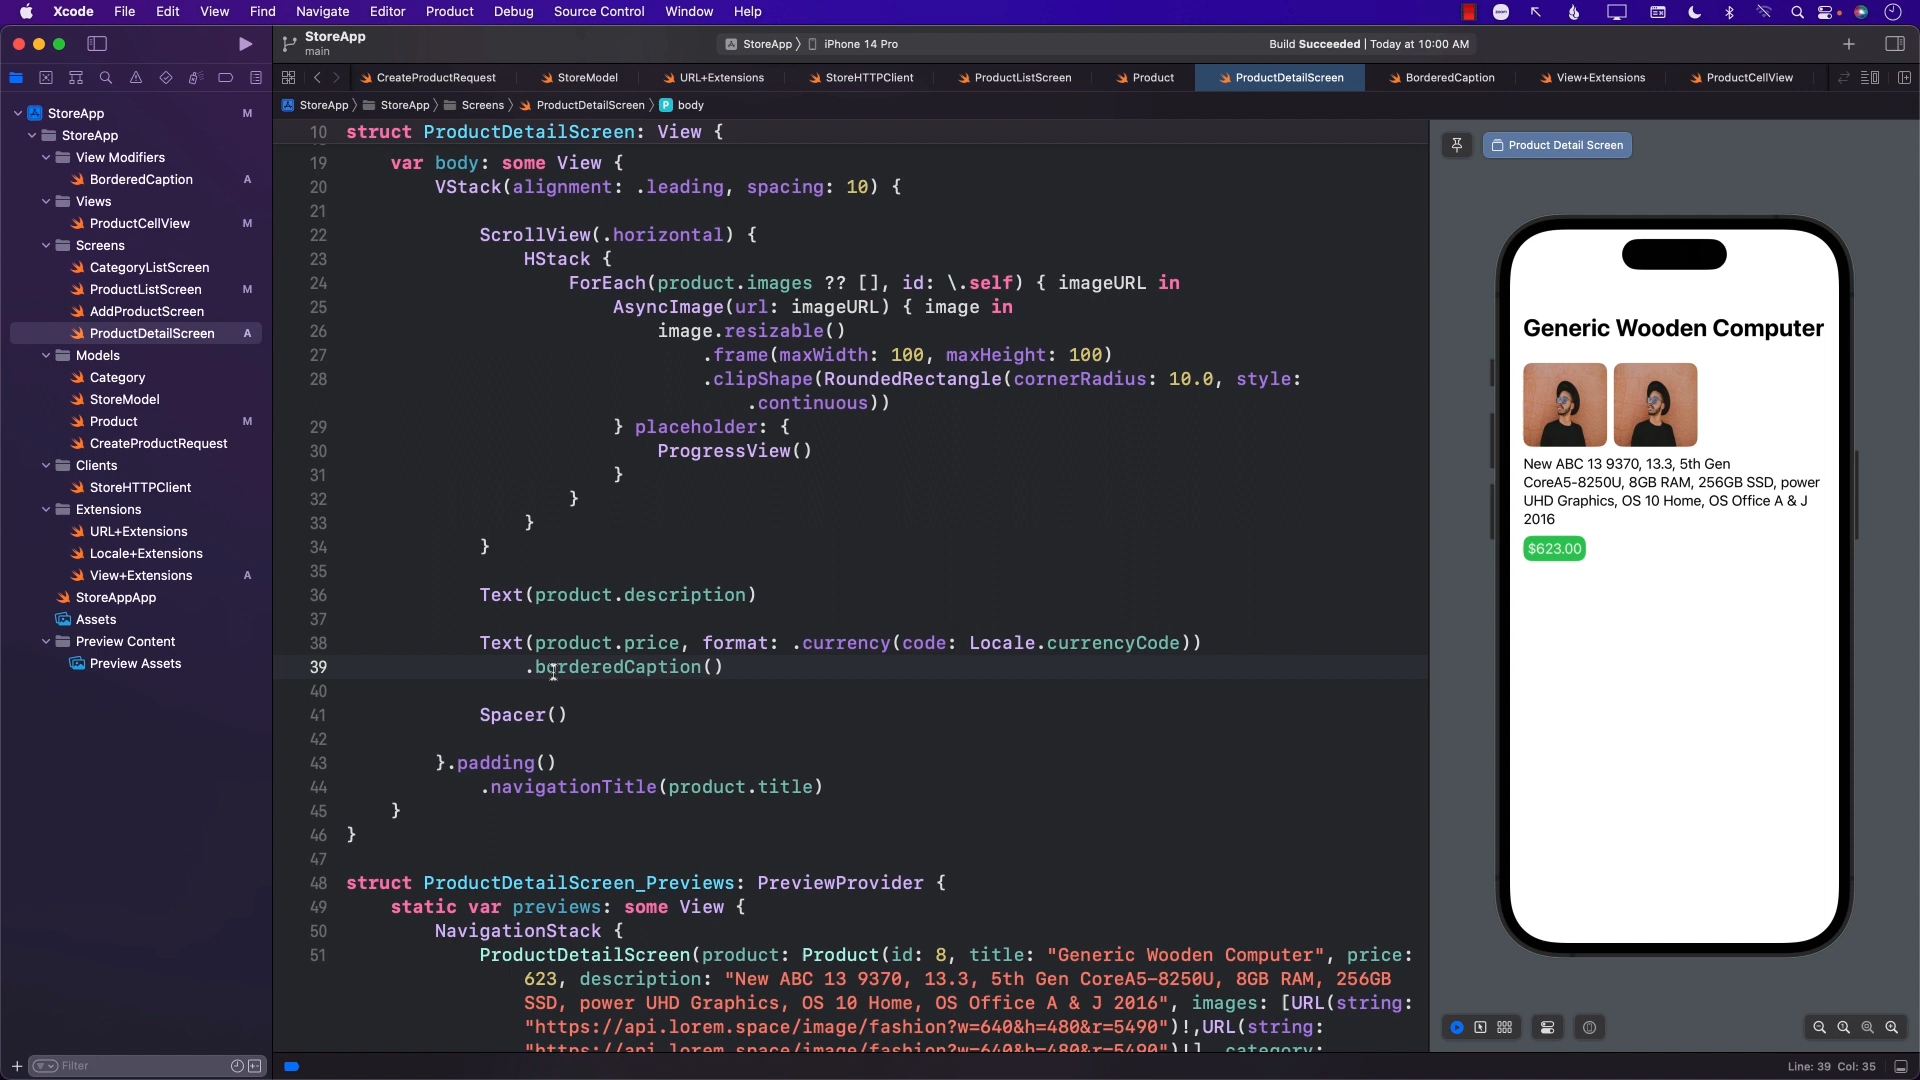 Xcode File Edit View Find Navigate Editor Product Debug Source Control Window Help
StoreApp
main
StoreApp iPhone 14 Pro
Build Succeeded | Today at 10:00 AM
CreateProductRequest StoreModel URL+Extensions StoreHTTPClient ProductListScreen Product ProductDetailScreen BorderedCaption View+Extensions ProductCellView
StoreApp StoreApp Screens ProductDetailScreen P body
StoreApp M
StoreApp
View Modifiers
BorderedCaption A
Views
ProductCellView M
Screens
CategoryListScreen
ProductListScreen M
AddProductScreen
ProductDetailScreen A
Models
Category
StoreModel
Product M
CreateProductRequest
Clients
StoreHTTPClient
Extensions
URL+Extensions
Locale+Extensions
View+Extensions A
StoreAppApp
Assets
Preview Content
Preview Assets
Filter
10 struct ProductDetailScreen: View {
19 var body: some View {
20 VStack(alignment: .leading, spacing: 10) {
21
22 ScrollView(.horizontal) {
23 HStack {
24 ForEach(product.images ?? [], id: \.self) { imageURL in
25 AsyncImage(url: imageURL) { image in
26 image.resizable()
27 .frame(maxWidth: 100, maxHeight: 100)
28 .clipShape(RoundedRectangle(cornerRadius: 10.0, style:
.continuous))
29 } placeholder: {
30 ProgressView()
31 }
32 }
33 }
34 }
35
36 Text(product.description)
37
38 Text(product.price, format: .currency(code: Locale.currencyCode))
39 .borderedCaption()
40
41 Spacer()
42
43 }.padding()
44 .navigationTitle(product.title)
45 }
46 }
47
48 struct ProductDetailScreen_Previews: PreviewProvider {
49 static var previews: some View {
50 NavigationStack {
51 ProductDetailScreen(product: Product(id: 8, title: "Generic Wooden Computer", price:
623, description: "New ABC 13 9370, 13.3, 5th Gen CoreA5-8250U, 8GB RAM, 256GB
SSD, power UHD Graphics, OS 10 Home, OS Office A & J 2016", images: [URL(string:
"https://api.lorem.space/image/fashion?w=640&h=480&r=5490")!,URL(string:
"https://api.lorem.space/image/fashion?w=640&h=480&r=5490")!], category:
Product Detail Screen
Generic Wooden Computer
New ABC 13 9370, 13.3, 5th Gen
CoreA5-8250U, 8GB RAM, 256GB SSD, power
UHD Graphics, OS 10 Home, OS Office A & J
2016
$623.00
Line: 39 Col: 35